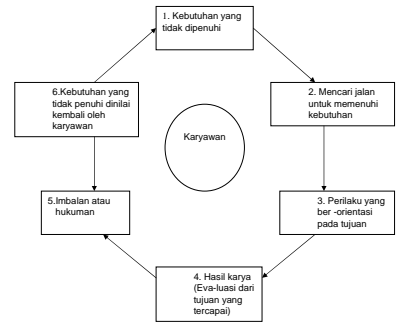 1. Kebutuhan yang
tidak dipenuhi
2. Mencari jalan
untuk memenuhi
kebutuhan
3. Perilaku yang
ber -orientasi
pada tujuan
4. Hasil karya
(Eva-luasi dari
tujuan yang
tercapai)
5.Imbalan atau
hukuman
6.Kebutuhan yang
tidak penuhi dinilai
kembali oleh
karyawan
Karyawan